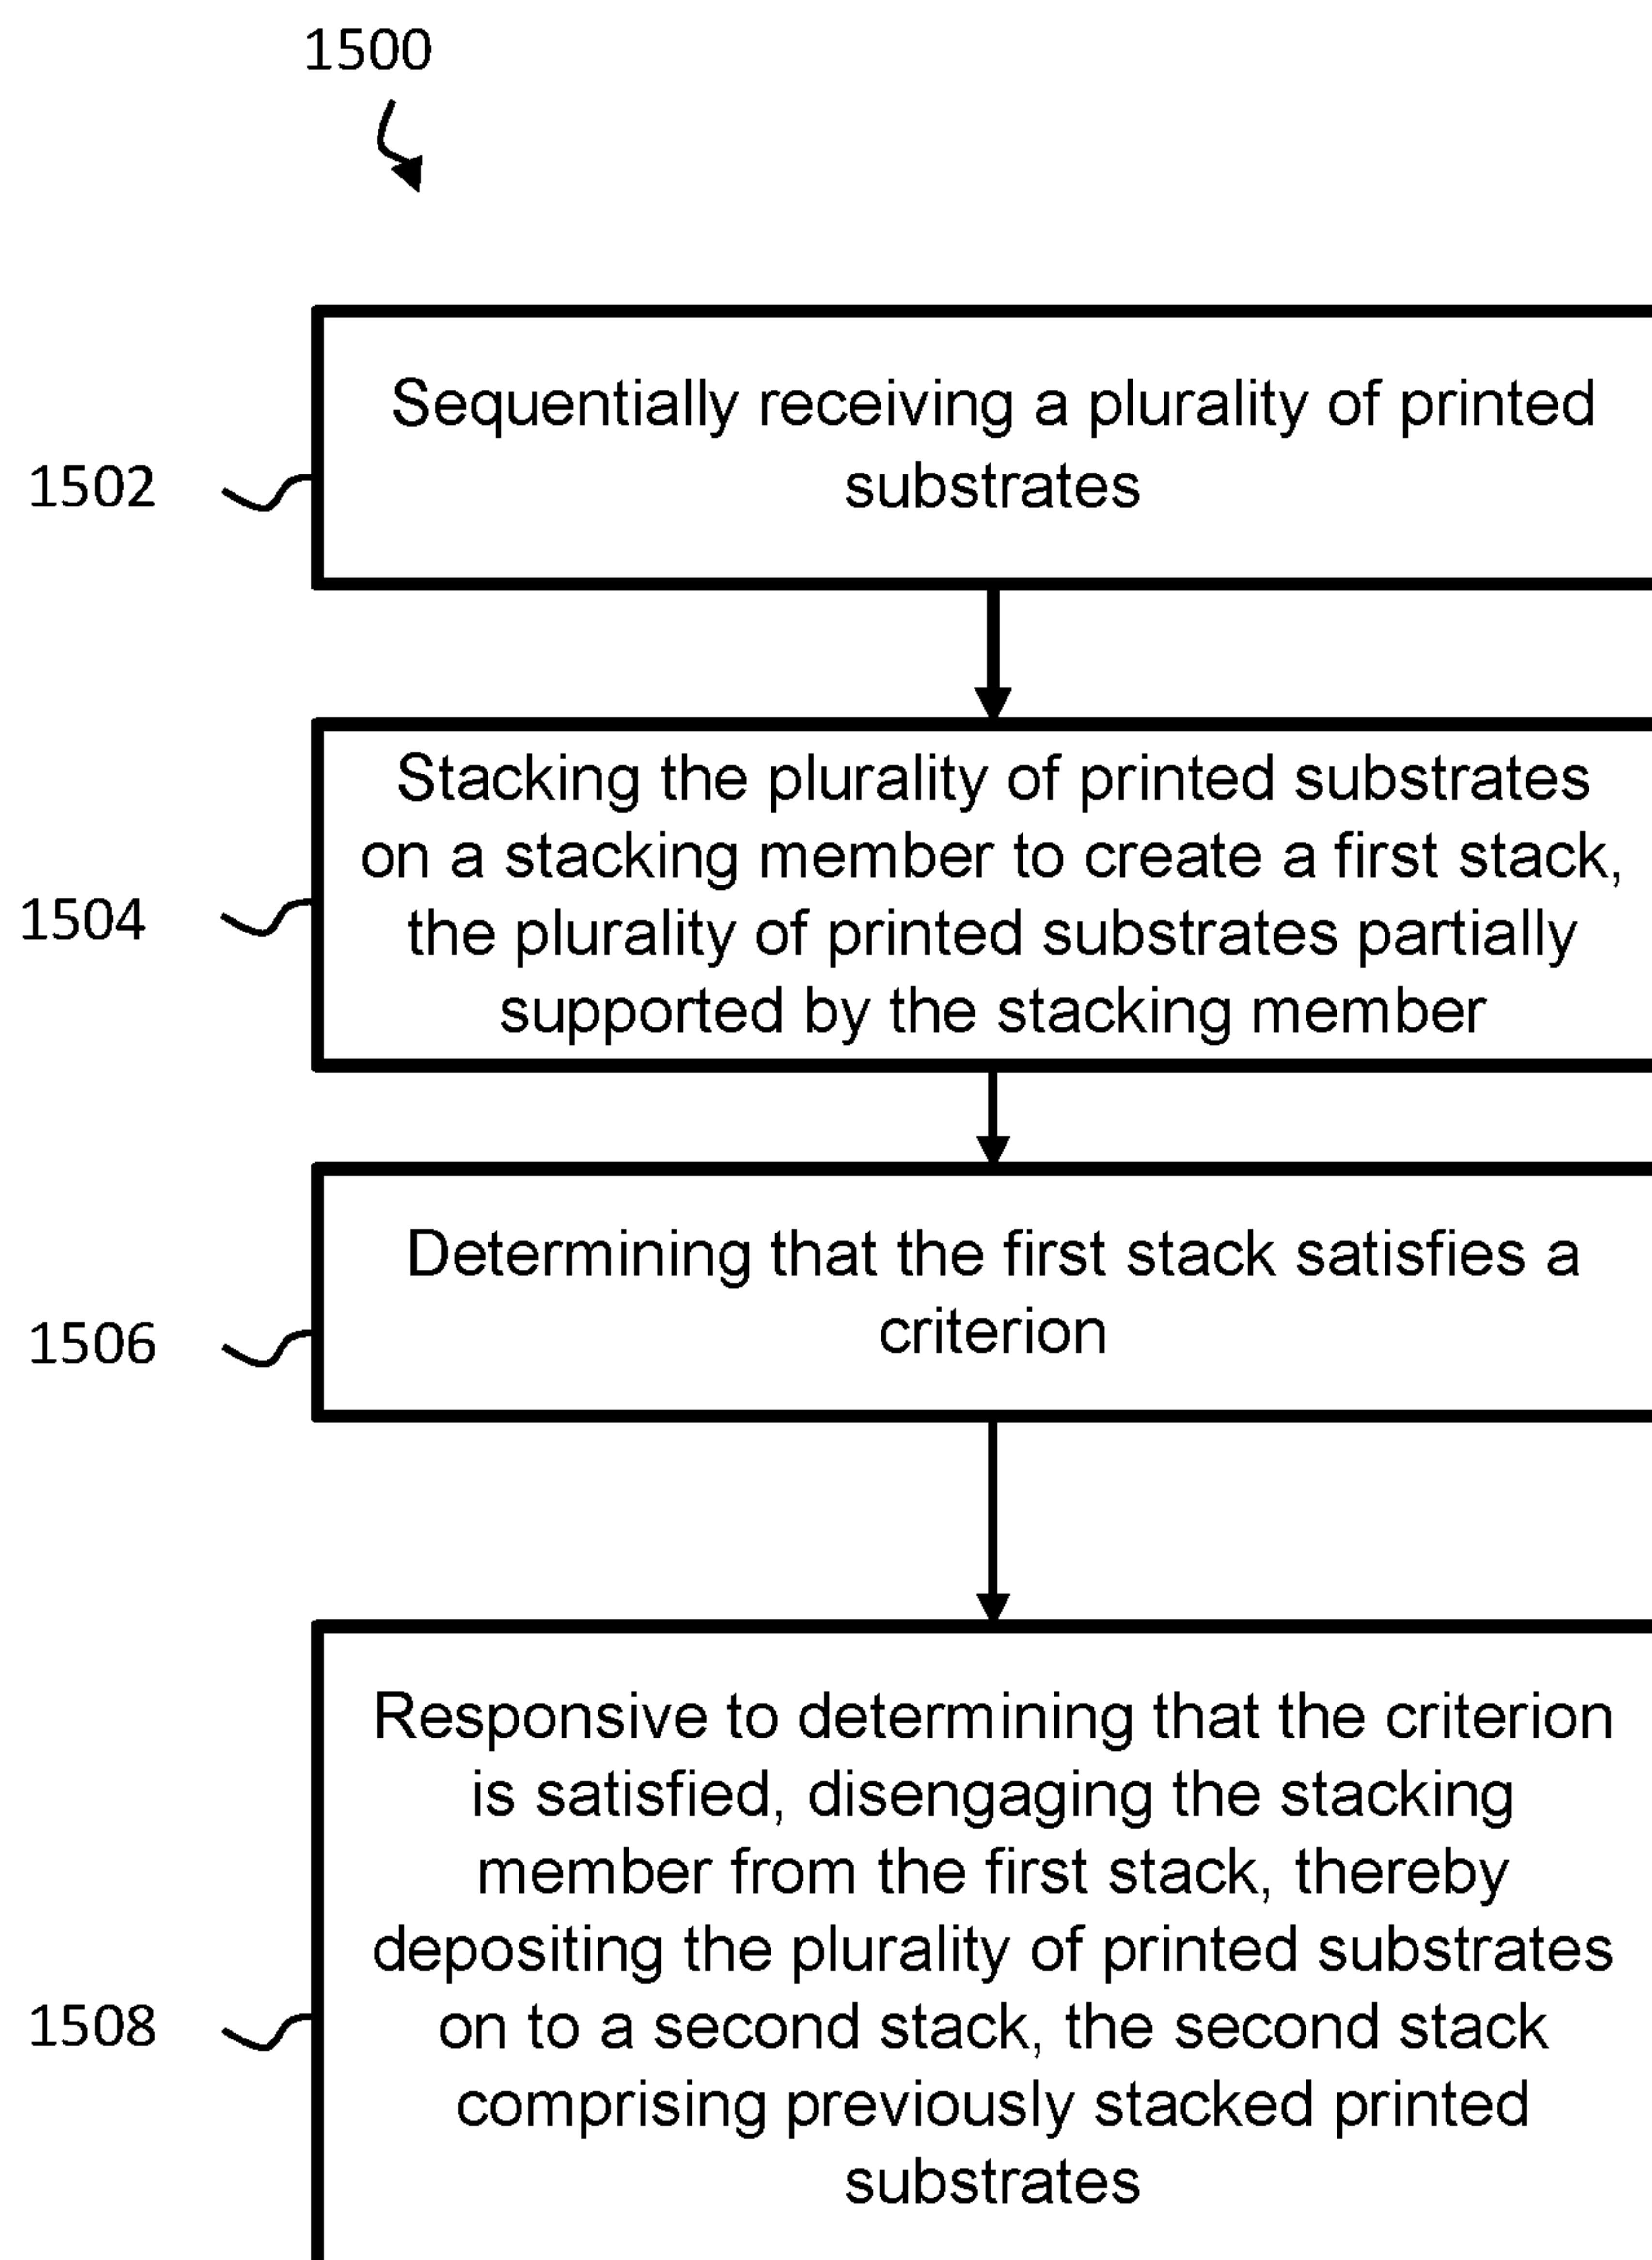 1500
Sequentially receiving a plurality of printed
substrates
1502
Stacking the plurality of printed substrates
on a stacking member to create a first stack,
the plurality of printed substrates partially
supported by the stacking member
1504
Determining that the first stack satisfies a
criterion
1506
Responsive to determining that the criterion
is satisfied, disengaging the stacking
member from the first stack, thereby
depositing the plurality of printed substrates
on to a second stack, the second stack
comprising previously stacked printed
substrates
1508